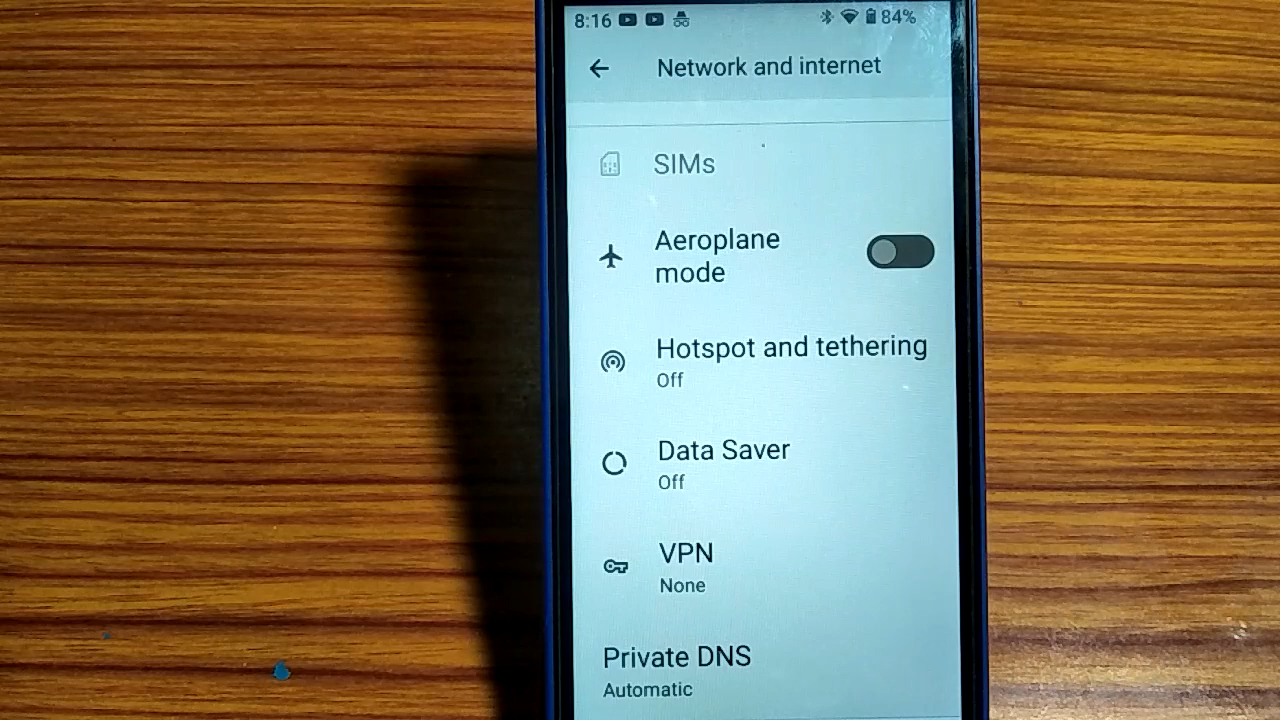 8:16 84%
Network and internet
SIMs
Aeroplane
mode
Hotspot and tethering
Off
Data Saver
Off
VPN
None
Private DNS
Automatic